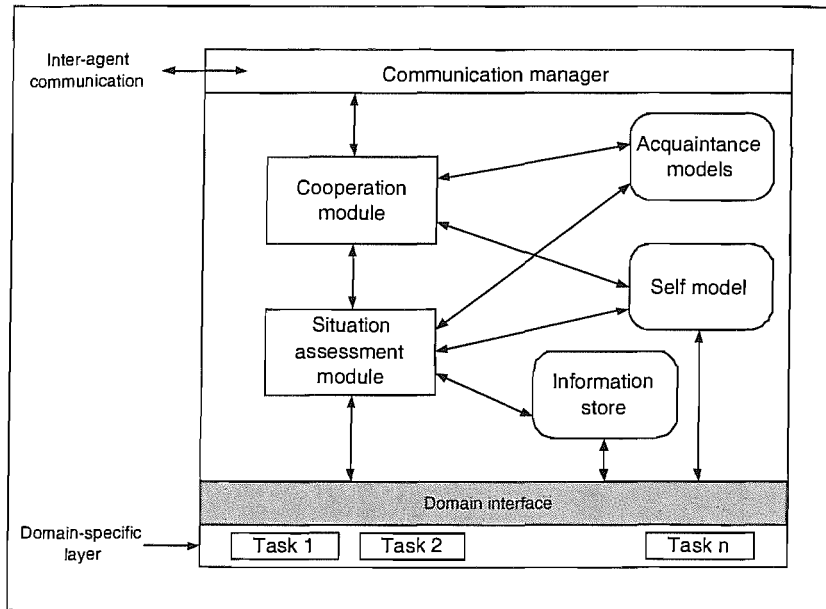 Inter-agent
communication
Communication manager
Acquaintance
models
Cooperation
module
Self model
Situation
assessment
module
Information
store
Domain interface
Domain-specific
layer
Task 1
Task 2
Task n